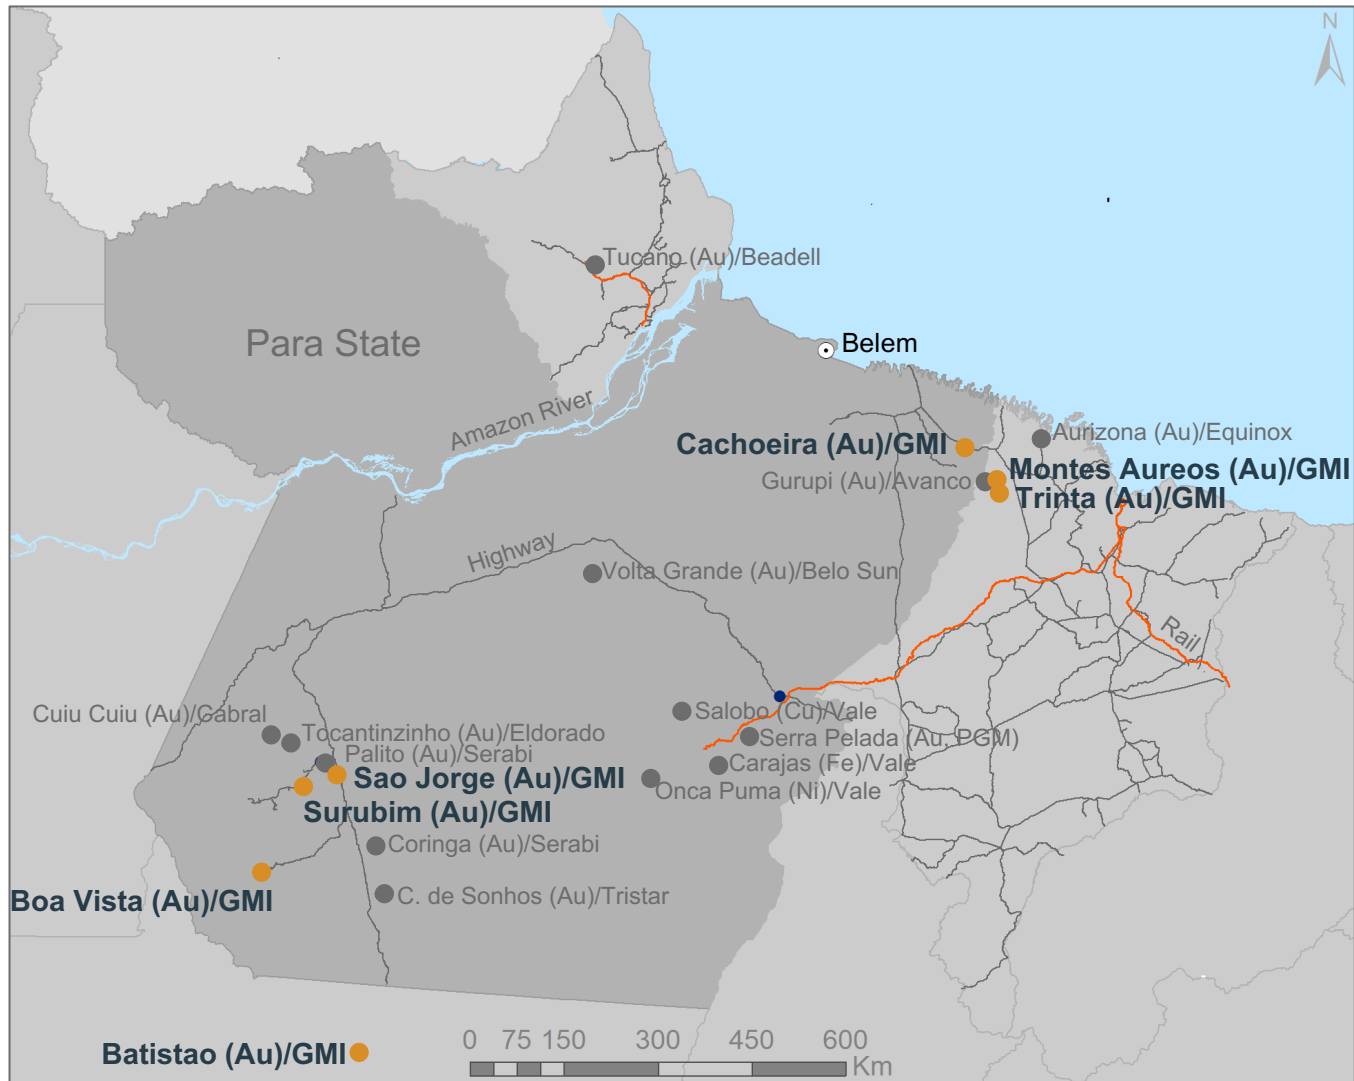 N
Tucano (Au)/Beadell
Para State
Belem
Amazon River
Cachoeira (Au)/GMI
Aurizona (Au)/Equinox
Montes Aureos (Au)/GMI
Gurupi (Au)/Avanco
Trinta (Au)/GMI
Highway
Volta Grande (Au)/Belo Sun
Rail
Cuiu Cuiu (Au)/Gabral
Salobo (Cu)/Vale
Tocantinzinho (Au)/Eldorado
Serra Pelada (Au, PGM)
Palito (Au)/Serabi
Carajas (Fe)/Vale
Sao Jorge (Au)/GMI
Onca Puma (Ni)/Vale
Surubim (Au)/GMI
Coringa (Au)/Serabi
C. de Sonhos (Au)/Tristar
Boa Vista (Au)/GMI
Batistao (Au)/GMI
0 75 150 300 450 600
Km